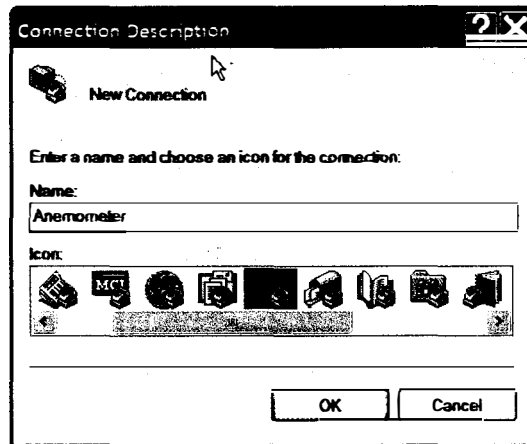 Connection Description
New Connection
Enter a name and choose an icon for the connection:
Name:
Anemometer
Icon:
MCI
OK
Cancel